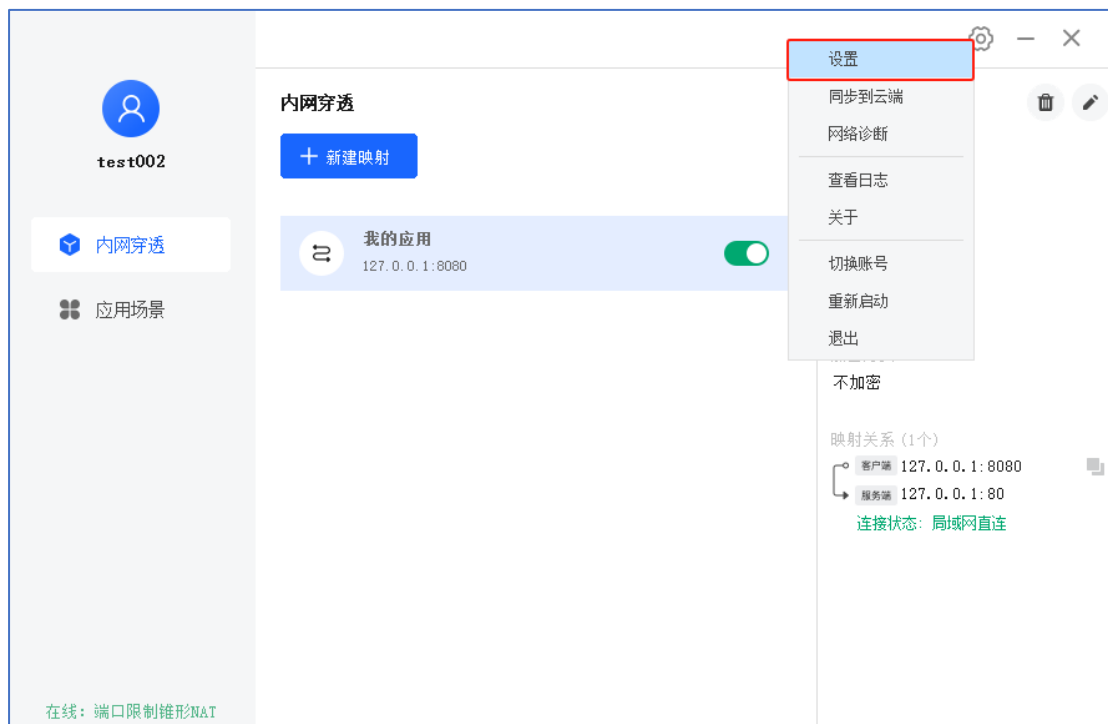 test002
内网穿透
应用场景
在线: 端口限制锥形NAT
内网穿透
新建映射
我的应用
127.0.0.1:8080
设置
同步到云端
网络诊断
查看日志
关于
切换账号
重新启动
退出
不加密
映射关系 (1个)
客户端 127.0.0.1:8080
服务端 127.0.0.1:80
连接状态: 局域网直连